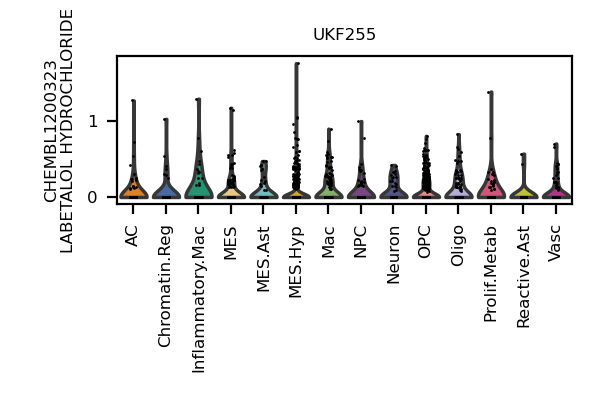 UKF255
CHEMBL1200323
LABETALOL HYDROCHLORIDE
1
0
AC
Chromatin.Reg
Inflammatory.Mac
MES
MES.Ast
MES.Hyp
Mac
NPC
Neuron
OPC
Oligo
Prolif.Metab
Reactive.Ast
Vasc